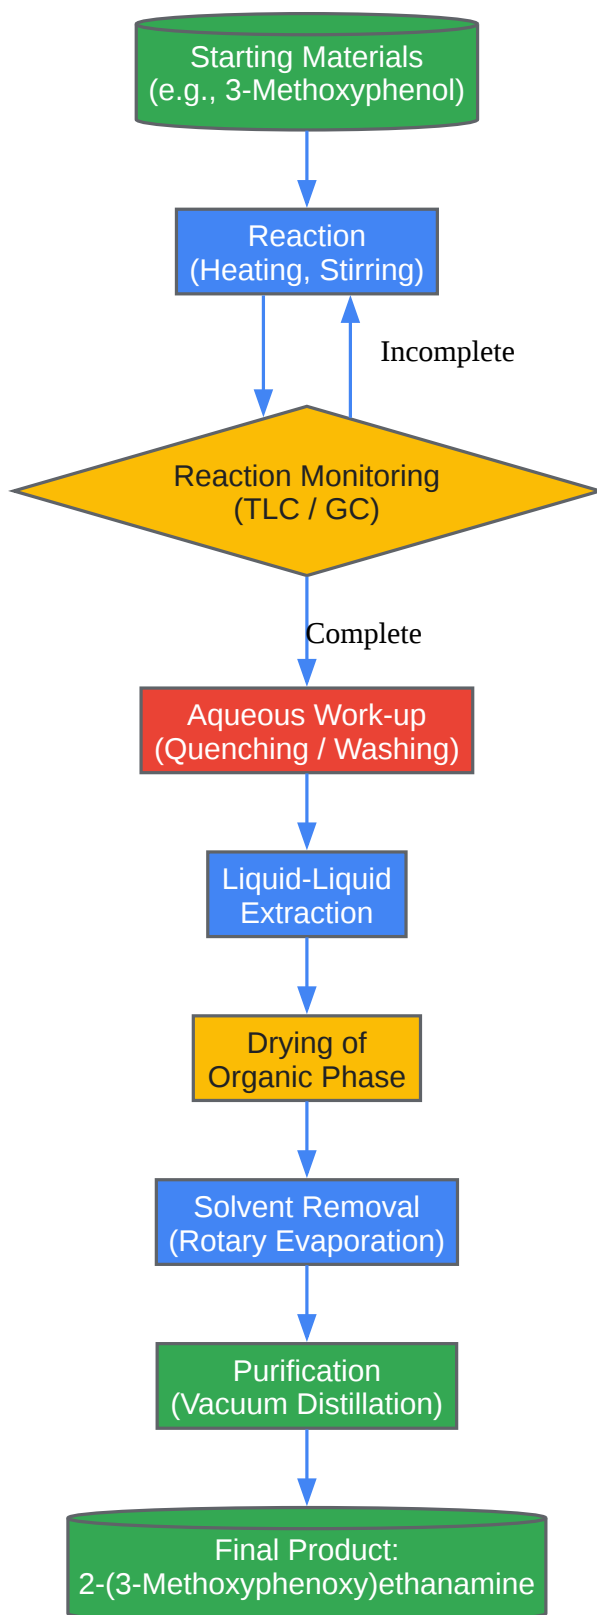 Starting Materials
(e.g., 3-Methoxyphenol)
Reaction
(Heating, Stirring)
Incomplete
Reaction Monitoring
(TLC / GC)
Complete
Aqueous Work-up
(Quenching / Washing)
Liquid-Liquid
Extraction
Drying of
Organic Phase
Solvent Removal
(Rotary Evaporation)
Purification
(Vacuum Distillation)
Final Product:
2-(3-Methoxyphenoxy)ethanamine